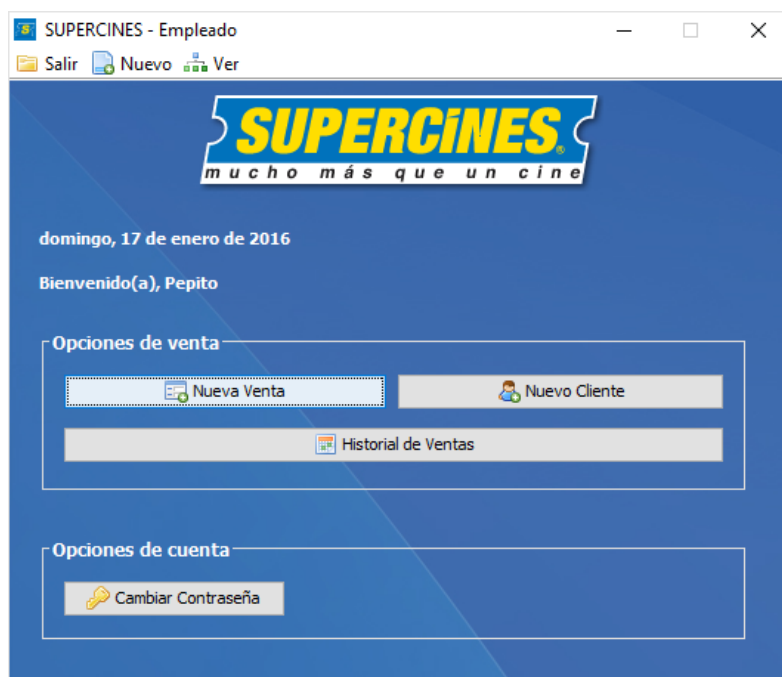 SUPERCINES - Empleado
Salir Nuevo Ver
SUPERCiNES®
mucho más que un cine
domingo, 17 de enero de 2016
Bienvenido(a), Pepito
Opciones de venta
Nueva Venta Nuevo Cliente
Historial de Ventas
Opciones de cuenta
Cambiar Contraseña